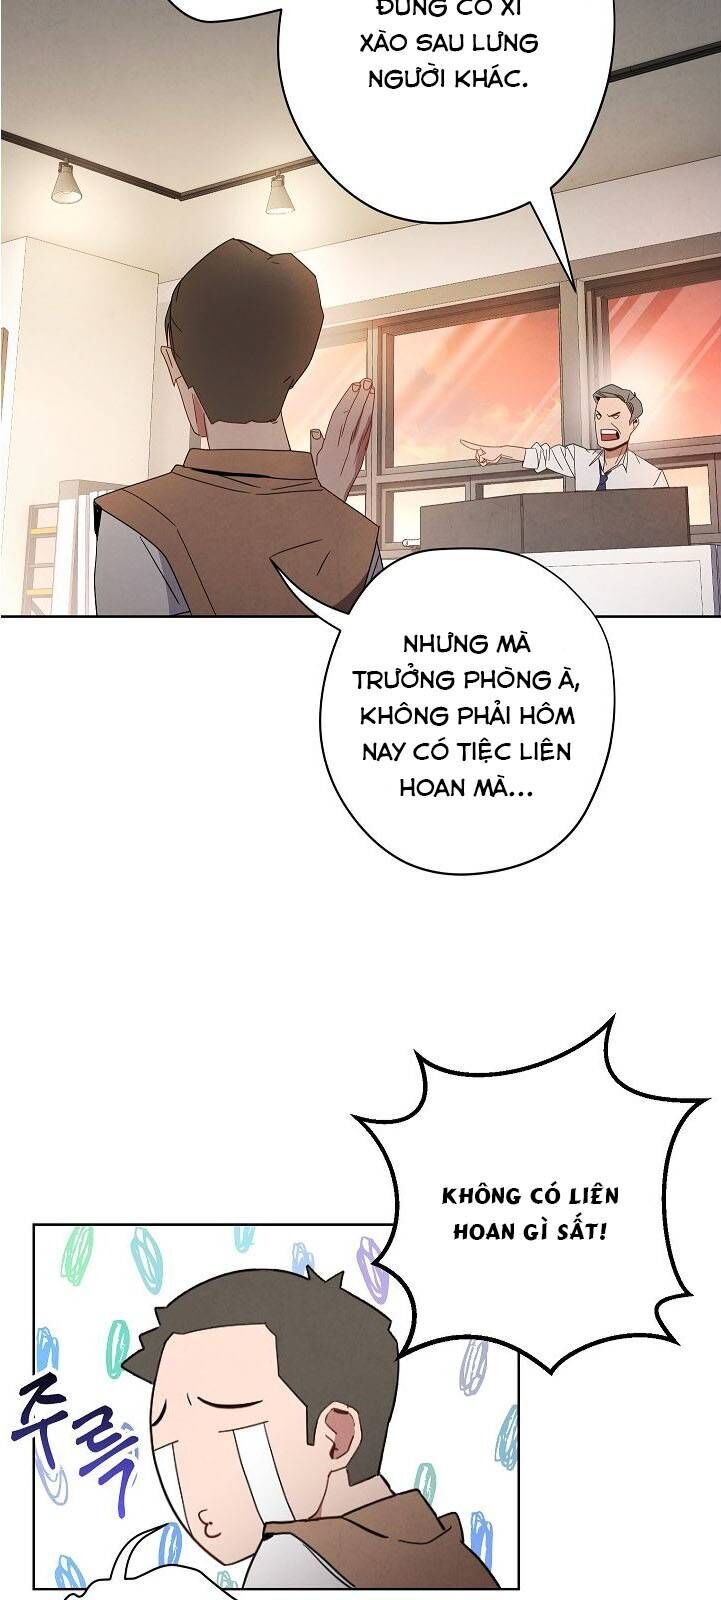 ĐỪNG CÓ XÌ
XÀO SAU LƯNG
NGƯỜI KHÁC.
NHƯNG MÀ
TRƯỞNG PHÒNG À,
KHÔNG PHẢI HÔM
NAY CÓ TIỆC LIÊN
HOAN MÀ...
KHÔNG CÓ LIÊN
HOAN GÌ SẤT!
주륵